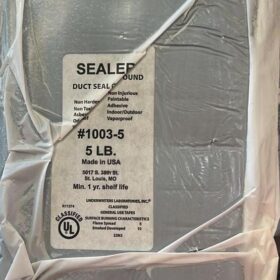 SEALER
OUND
DUCT SEAL
Non Harden
Non
Asbe
Non Injurious
Paintable
Adhesive
Indoor/Outdoor
Vaporproof
#1003-5
5 LB.
Made in USA
5017 S. 38th St.
St. Louis, MO
Min. 1 yr. shelf life
UNDERWRITERS LABORATORIES, INC.®
CLASSIFIED
GENERAL USE TAPES
SURFACE BURNING CHARACTERISTICS
Flame Spread
Smoke Developed
CLASSIFIED
UL